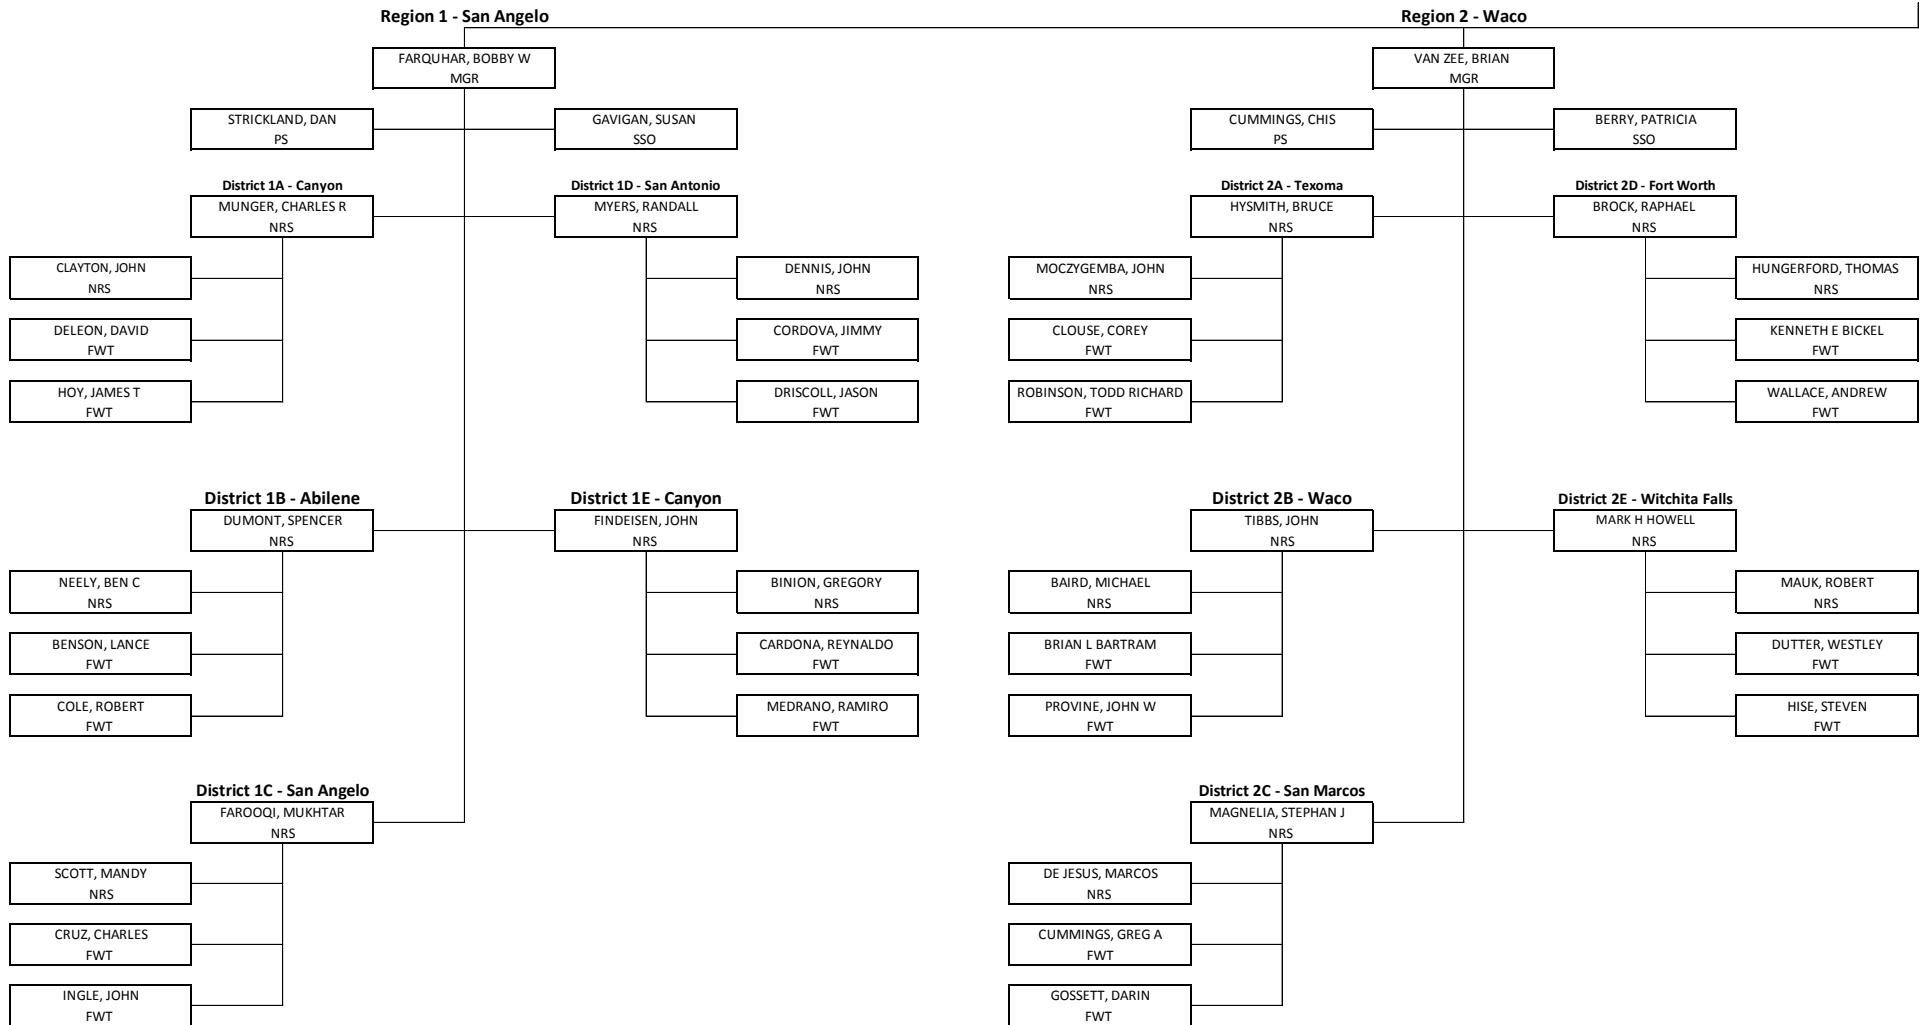 Region 1 - San Angelo
FARQUHAR, BOBBY W
MGR
STRICKLAND, DAN
PS
GAVIGAN, SUSAN
SSO
District 1A - Canyon
MUNGER, CHARLES R
NRS
CLAYTON, JOHN
NRS
DELEON, DAVID
FWT
HOY, JAMES T
FWT
District 1D - San Antonio
MYERS, RANDALL
NRS
DENNIS, JOHN
NRS
CORDOVA, JIMMY
FWT
DRISCOLL, JASON
FWT
District 1B - Abilene
DUMONT, SPENCER
NRS
NEELY, BEN C
NRS
BENSON, LANCE
FWT
COLE, ROBERT
FWT
District 1E - Canyon
FINDEISEN, JOHN
NRS
BINION, GREGORY
NRS
CARDONA, REYNALDO
FWT
MEDRANO, RAMIRO
FWT
District 1C - San Angelo
FAROOQI, MUKHTAR
NRS
SCOTT, MANDY
NRS
CRUZ, CHARLES
FWT
INGLE, JOHN
FWT
Region 2 - Waco
VAN ZEE, BRIAN
MGR
CUMMINGS, CHIS
PS
BERRY, PATRICIA
SSO
District 2A - Texoma
HYSMITH, BRUCE
NRS
MOCZYGEMBA, JOHN
NRS
CLOUSE, COREY
FWT
ROBINSON, TODD RICHARD
FWT
District 2D - Fort Worth
BROCK, RAPHAEL
NRS
HUNGERFORD, THOMAS
NRS
KENNETH E BICKEL
FWT
WALLACE, ANDREW
FWT
District 2B - Waco
TIBBS, JOHN
NRS
BAIRD, MICHAEL
NRS
BRIAN L BARTRAM
FWT
PROVINE, JOHN W
FWT
District 2E - Witchita Falls
MARK H HOWELL
NRS
MAUK, ROBERT
NRS
DUTTER, WESTLEY
FWT
HISE, STEVEN
FWT
District 2C - San Marcos
MAGNELIA, STEPHAN J
NRS
DE JESUS, MARCOS
NRS
CUMMINGS, GREG A
FWT
GOSSETT, DARIN
FWT